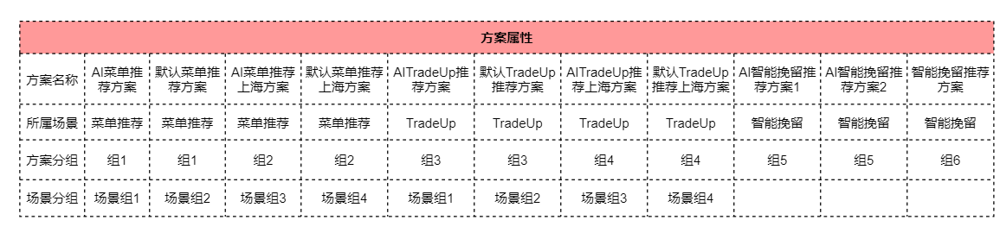 方案属性
方案名称 AI菜单推荐方案 默认菜单推荐方案 AI菜单推荐上海方案 默认菜单推荐上海方案 AITradeUp推荐方案 默认TradeUp推荐方案 AITradeUp推荐上海方案 默认TradeUp推荐上海方案 AI智能挽留推荐方案1 AI智能挽留推荐方案2 智能挽留推荐方案
所属场景 菜单推荐 菜单推荐 菜单推荐 菜单推荐 TradeUp TradeUp TradeUp TradeUp 智能挽留 智能挽留 智能挽留
方案分组 组1 组1 组2 组2 组3 组3 组4 组4 组5 组5 组6
场景分组 场景组1 场景组2 场景组3 场景组4 场景组1 场景组2 场景组3 场景组4